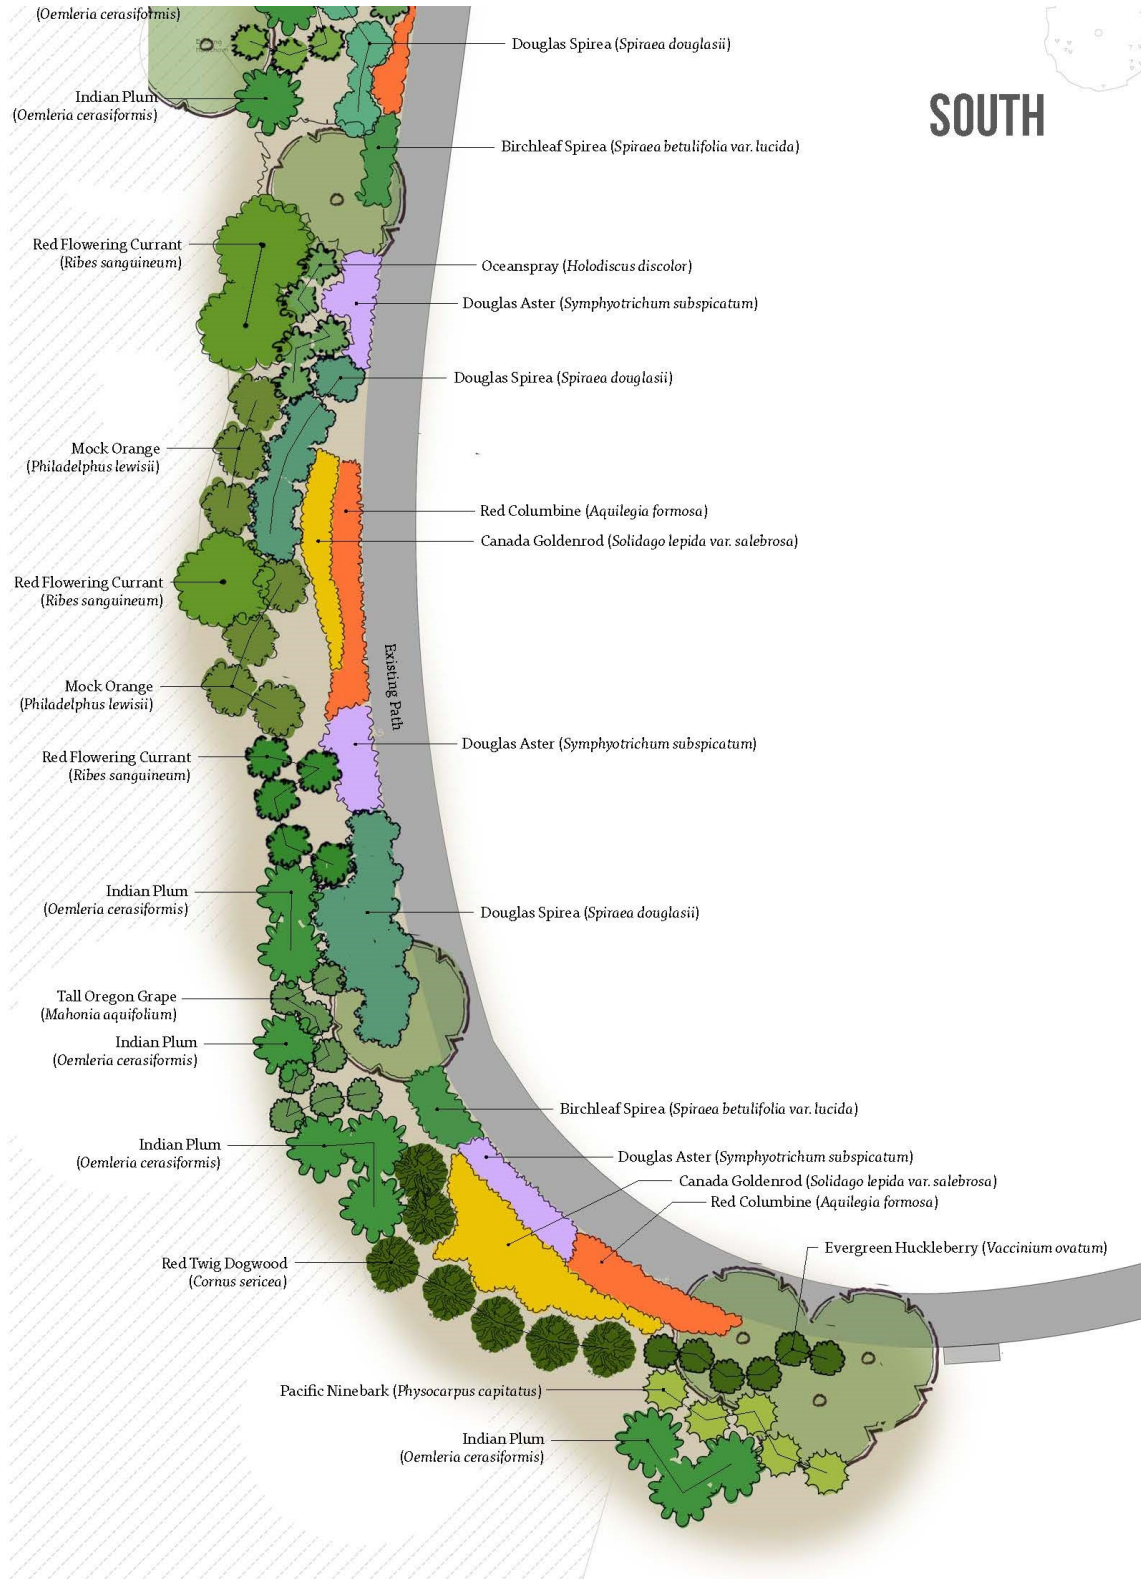 (Oemleria cerasiformis)
Douglas Spirea (Spiraea douglasii)
SOUTH
Indian Plum
(Oemleria cerasiformis)
Birchleaf Spirea (Spiraea betulifolia var. lucida)
Red Flowering Currant
(Ribes sanguineum)
Oceanspray (Holodiscus discolor)
Douglas Aster (Symphyotrichum subspicatum)
Douglas Spirea (Spiraea douglasii)
Mock Orange
(Philadelphus lewisii)
Red Columbine (Aquilegia formosa)
Canada Goldenrod (Solidago lepida var. salebrosa)
Red Flowering Currant
(Ribes sanguineum)
Existing Path
Mock Orange
(Philadelphus lewisii)
Douglas Aster (Symphyotrichum subspicatum)
Red Flowering Currant
(Ribes sanguineum)
Indian Plum
(Oemleria cerasiformis)
Douglas Spirea (Spiraea douglasii)
Tall Oregon Grape
(Mahonia aquifolium)
Indian Plum
(Oemleria cerasiformis)
Birchleaf Spirea (Spiraea betulifolia var. lucida)
Indian Plum
(Oemleria cerasiformis)
Douglas Aster (Symphyotrichum subspicatum)
Canada Goldenrod (Solidago lepida var. salebrosa)
Red Columbine (Aquilegia formosa)
Evergreen Huckleberry (Vaccinium ovatum)
Red Twig Dogwood
(Cornus sericea)
Pacific Ninebark (Physocarpus capitatus)
Indian Plum
(Oemleria cerasiformis)